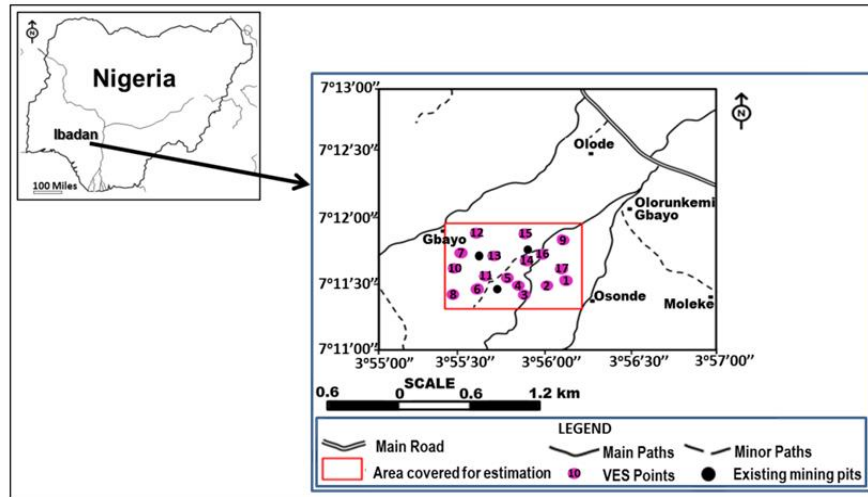 N
Nigeria
Ibadan
100 Miles
7°13’00’’
N
Olode
7°12’30’’
Olorunkemi
Gbayo
7°12’00’’
12
15
Gbayo
9
7
13
16
14
10
17
11
5
1
7°11’30’’
6
4
2
8
3
Osonde
Moleke
7°11’00’’
3°55’00’’ 3°55’30’’ 3°56’00’’ 3°56’30’’ 3°57’00’’
SCALE
0.6 0 0.6 1.2 km
LEGEND
Main Road Main Paths Minor Paths
Area covered for estimation 10 VES Points Existing mining pits